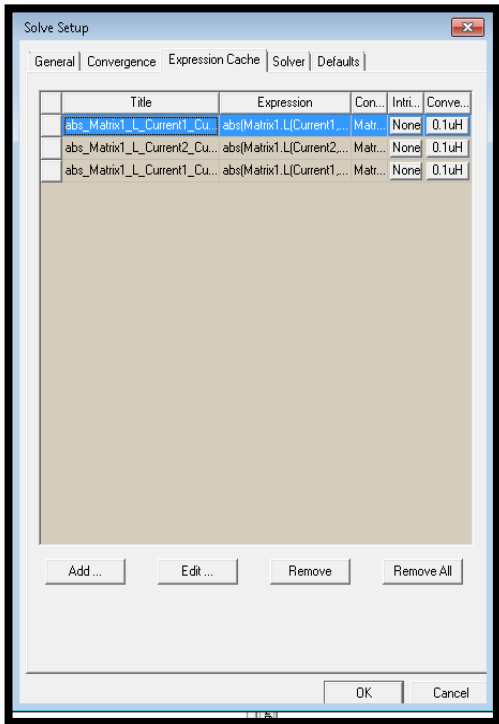 Solve Setup
General Convergence Expression Cache Solver Defaults
Title Expression Con... Intri... Conve...
abs_Matrix1_L_Current1_Cu... abs(Matrix1.L(Current1,... Matr... None 0.1uH
abs_Matrix1_L_Current2_Cu... abs(Matrix1.L(Current2,... Matr... None 0.1uH
abs_Matrix1_L_Current1_Cu... abs(Matrix1.L(Current1,... Matr... None 0.1uH
Add ... Edit ... Remove Remove All
OK Cancel